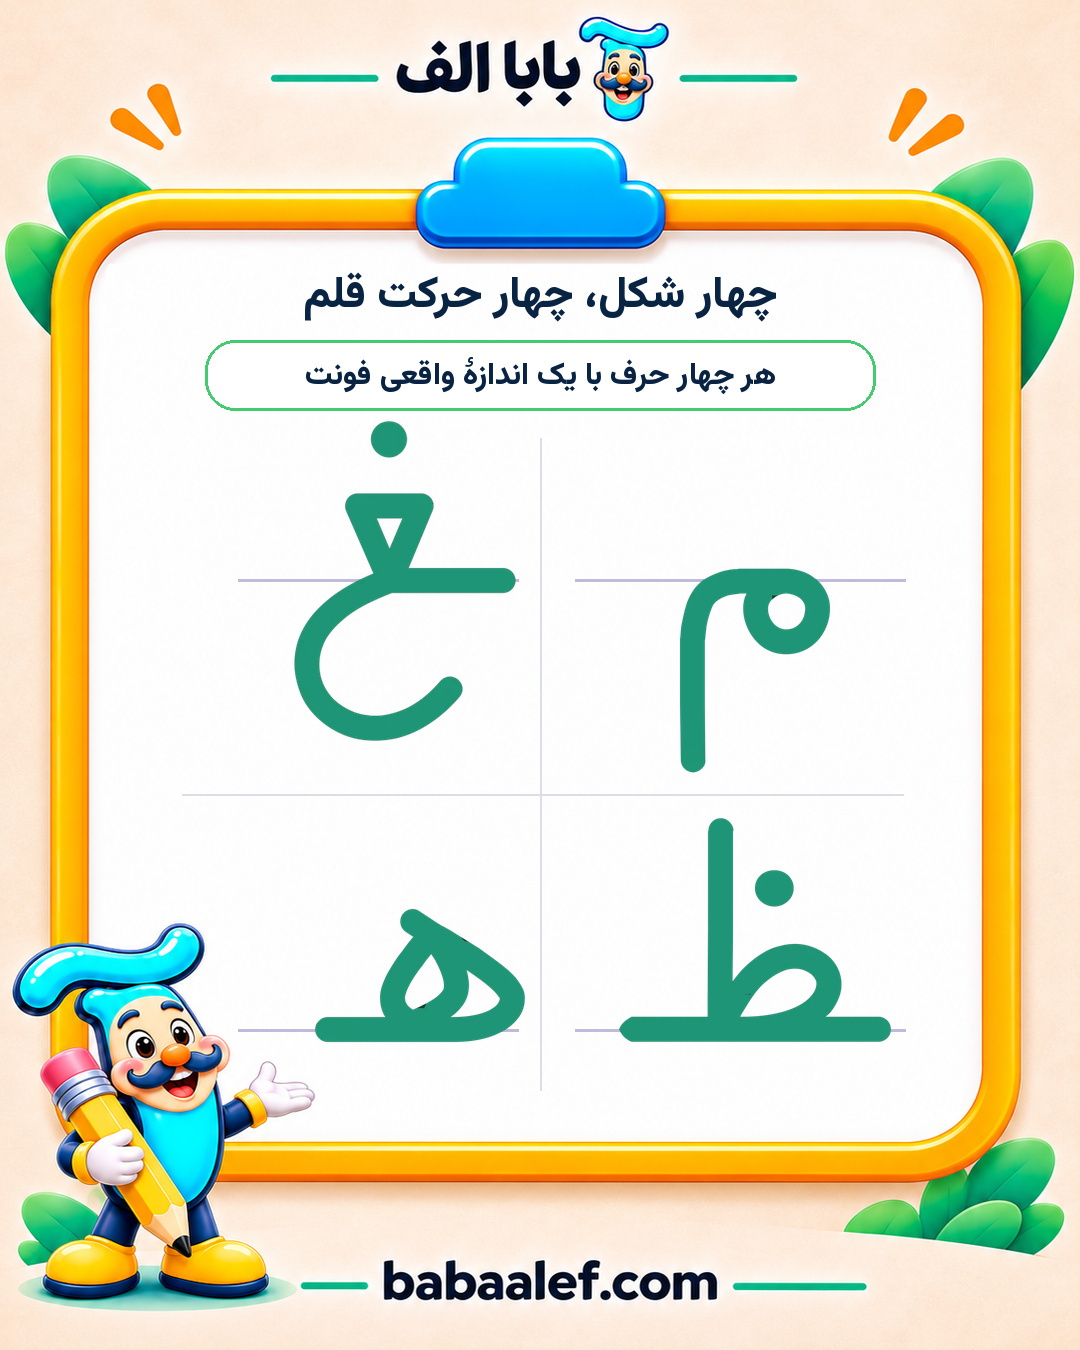 بابا الف
چهار شکل، چهار حرکت قلم
هر چهار حرف با یک اندازهٔ واقعی فونت
م غ
ظ ه
babaalef.com